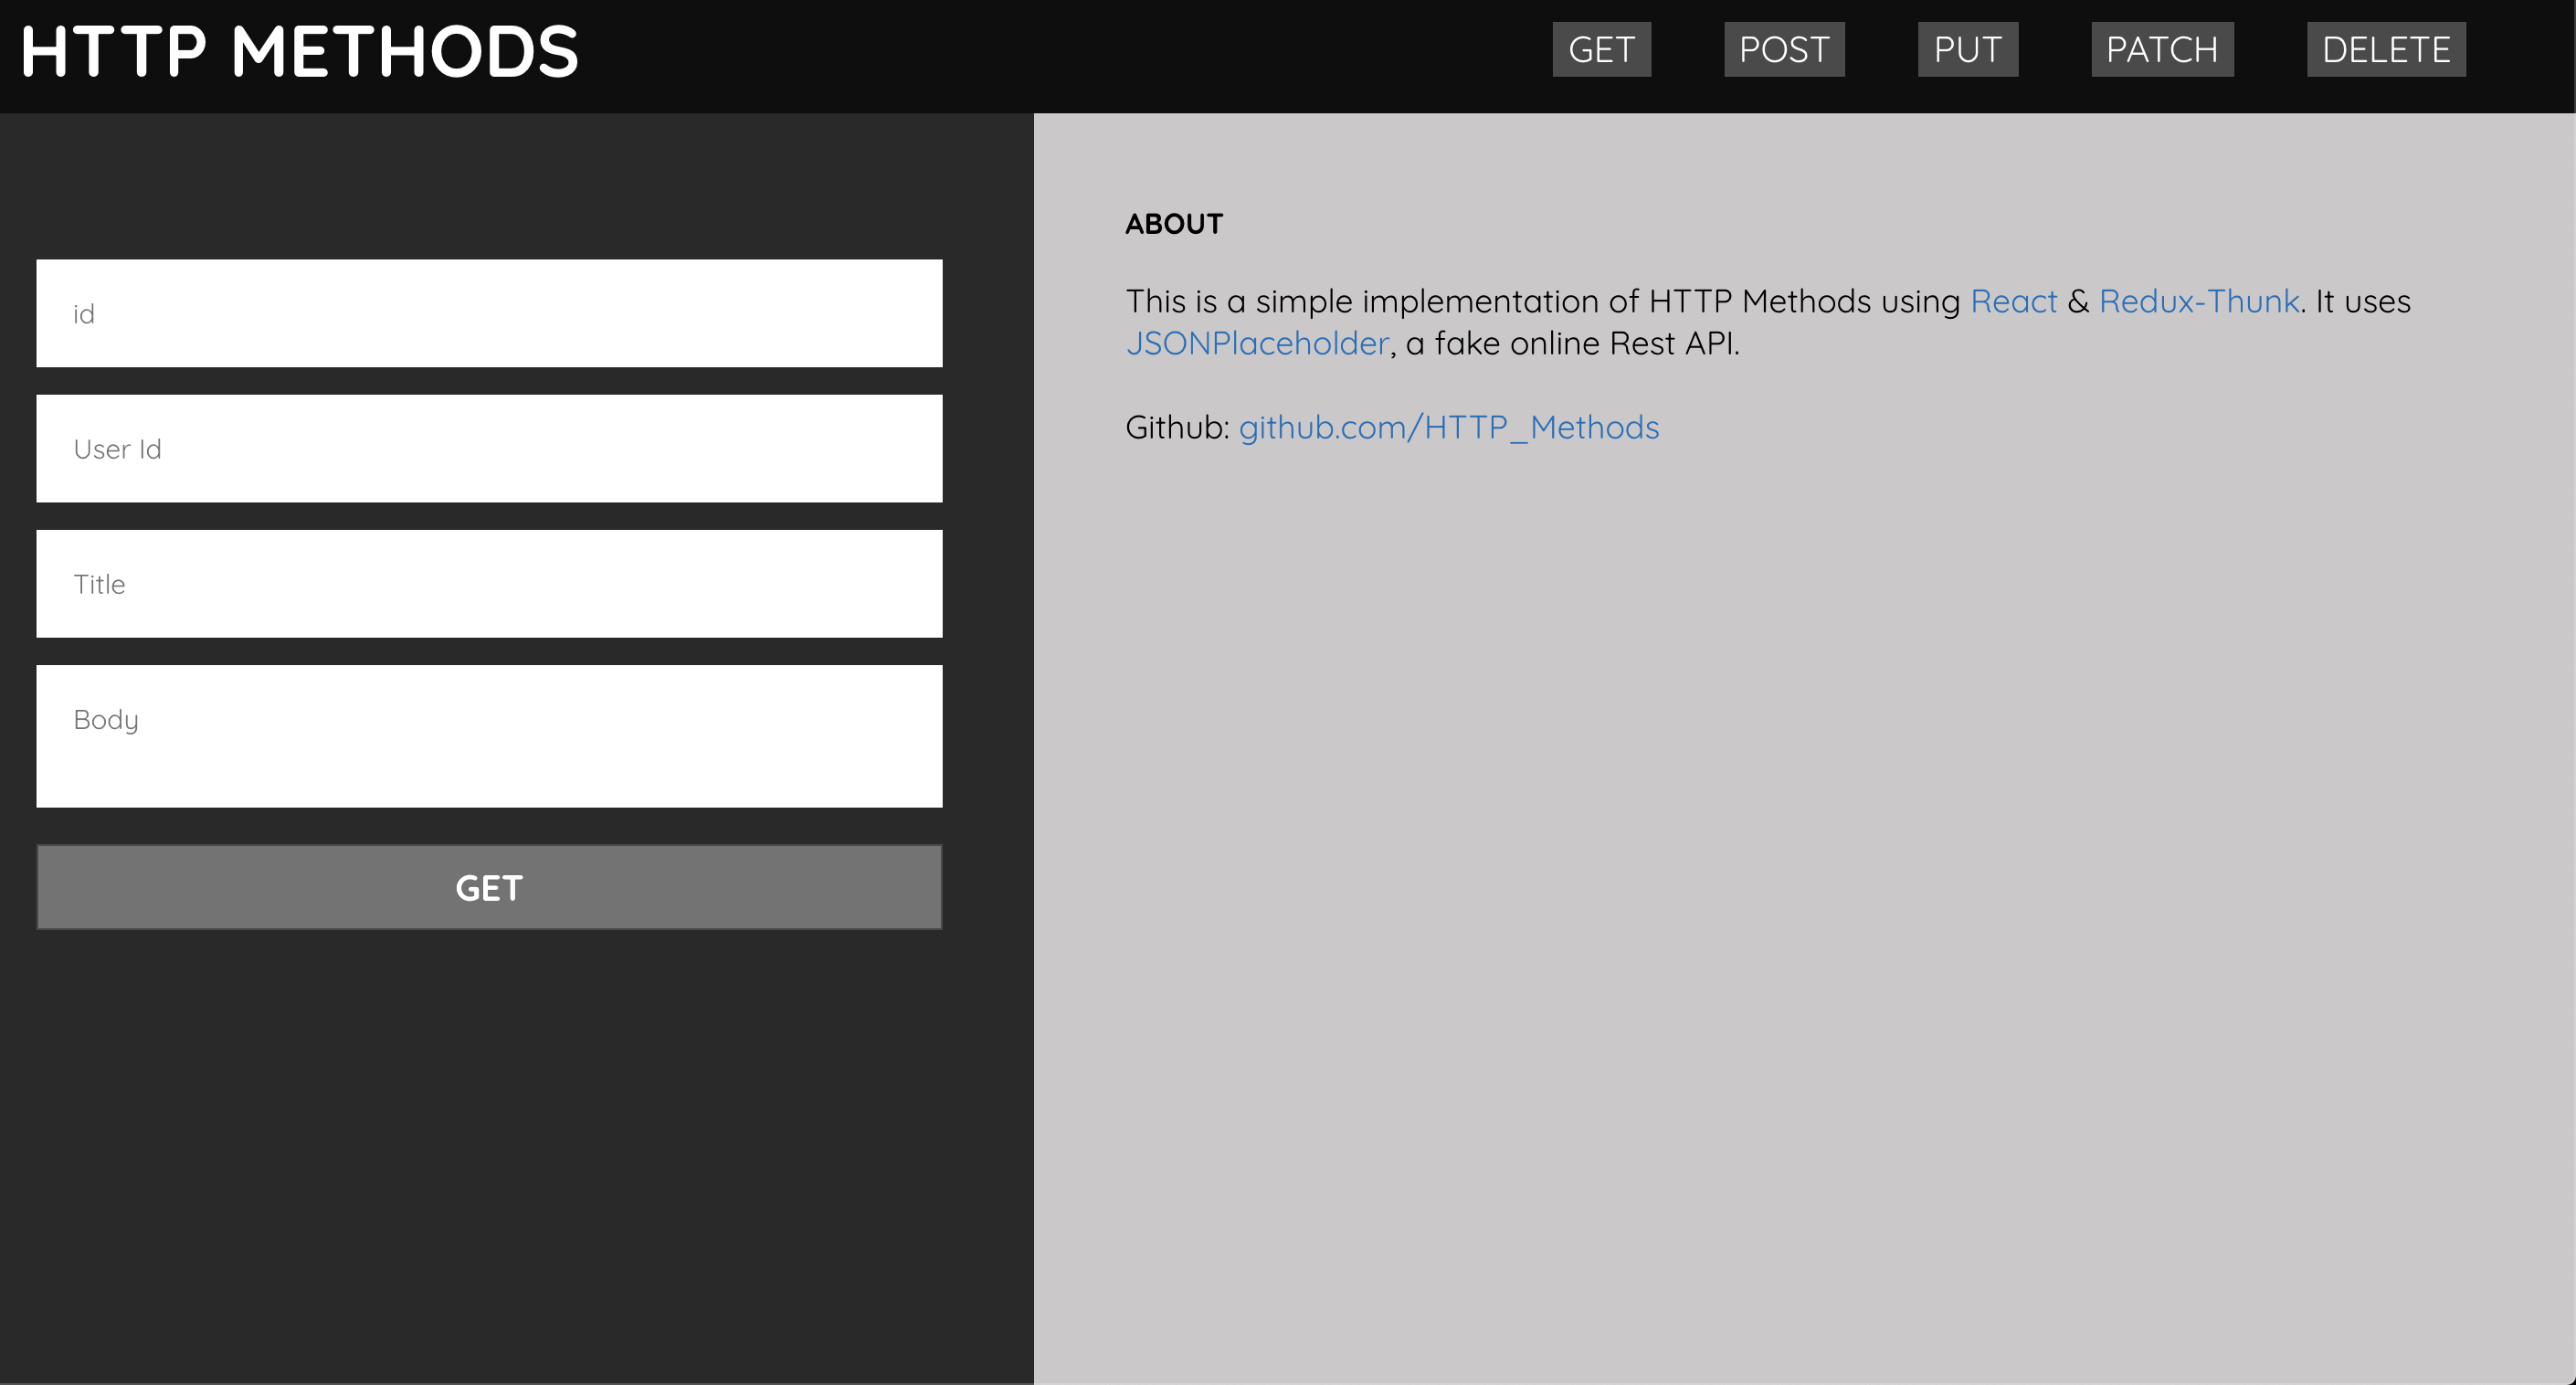 HTTP METHODS
GET
POST
PUT
PATCH
DELETE
id
User Id
Title
Body
GET
ABOUT
This is a simple implementation of HTTP Methods using React & Redux-Thunk. It uses
JSONPlaceholder, a fake online Rest API.
Github: github.com/HTTP_Methods